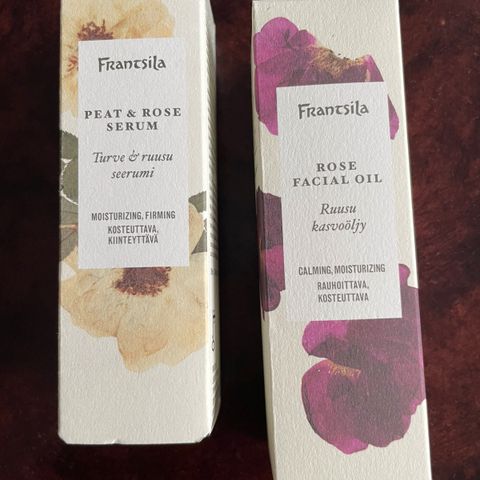 Frantsila
PEAT & ROSE
SERUM
Turve & ruusu
seerumi
MOISTURIZING, FIRMING
KOSTEUTTAVA,
KIINTEYTTÄVÄ
Frantsila
ROSE
FACIAL OIL
Ruusu
kasvoöljy
CALMING, MOISTURIZING
RAUHOITTAVA,
KOSTEUTTAVA